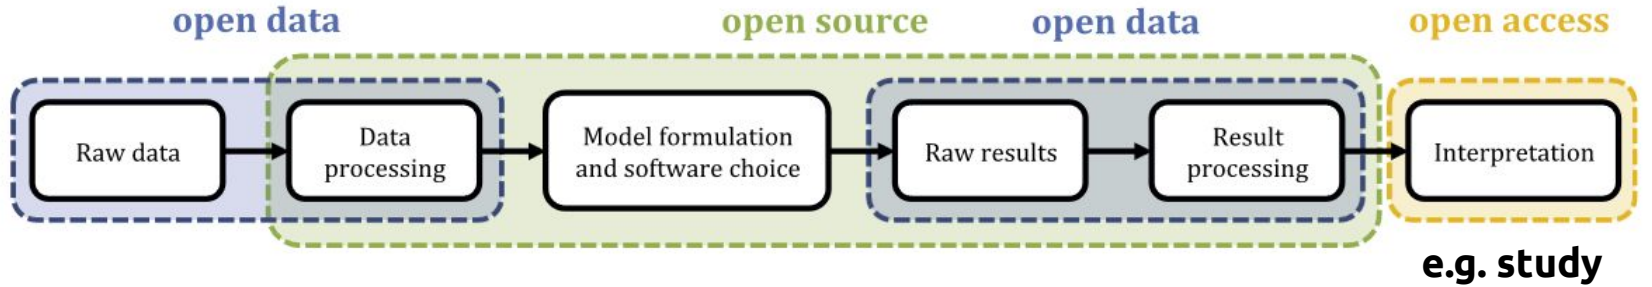 open data
open source
open data
open access
Raw data
Data
processing
Model formulation
and software choice
Raw results
Result
processing
Interpretation
e.g. study